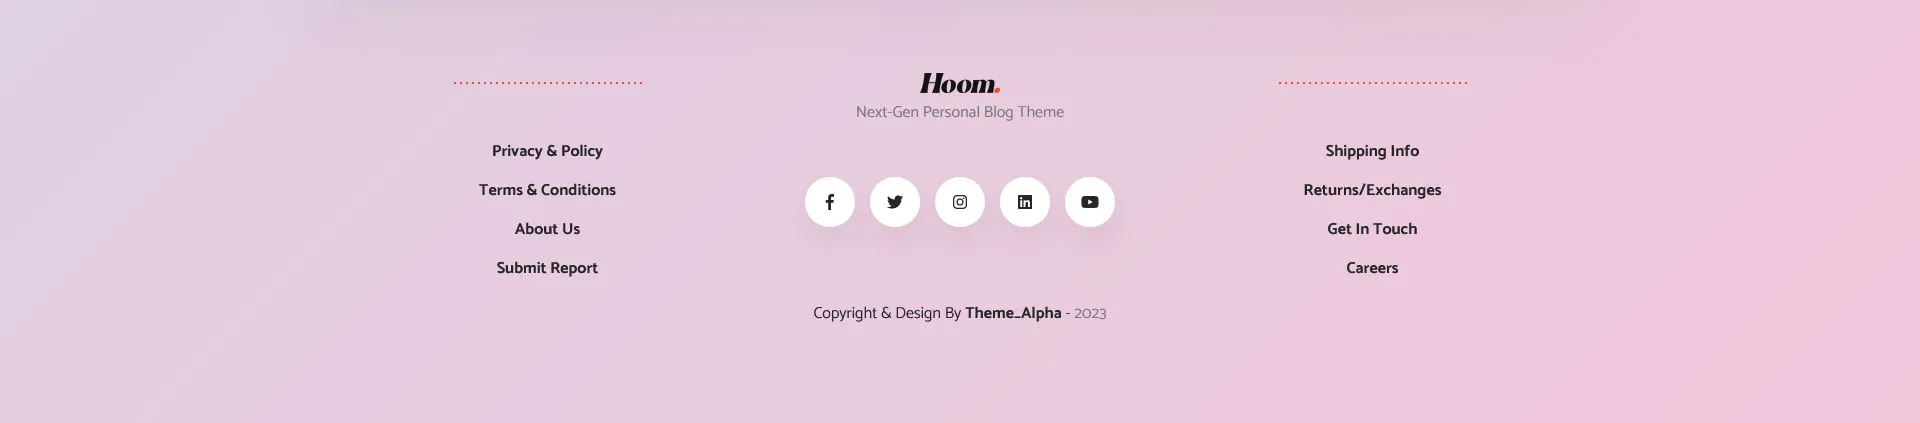 Hoom.
Next-Gen Personal Blog Theme
Privacy & Policy
Terms & Conditions
About Us
Submit Report
Shipping Info
Returns/Exchanges
Get In Touch
Careers
Copyright & Design By Theme_Alpha - 2023